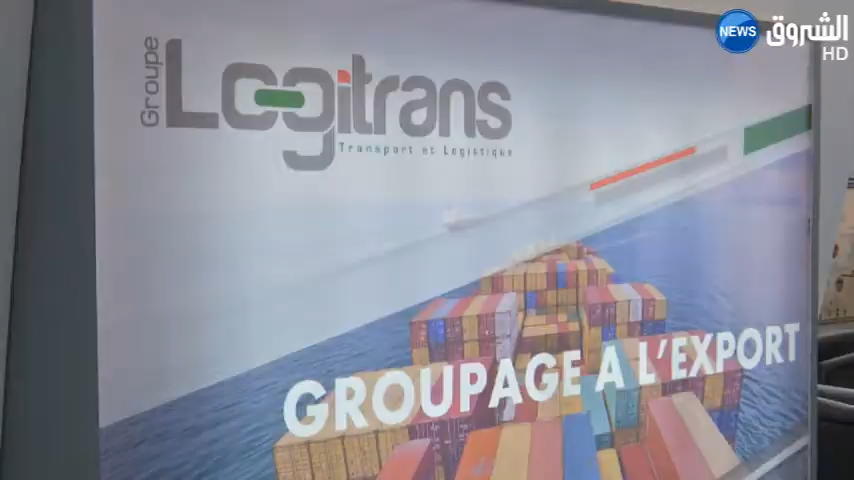 NEWS الشروق
HD
Groupe
Logitrans
Transport et Logistique
GROUPAGE A L'EXPORT